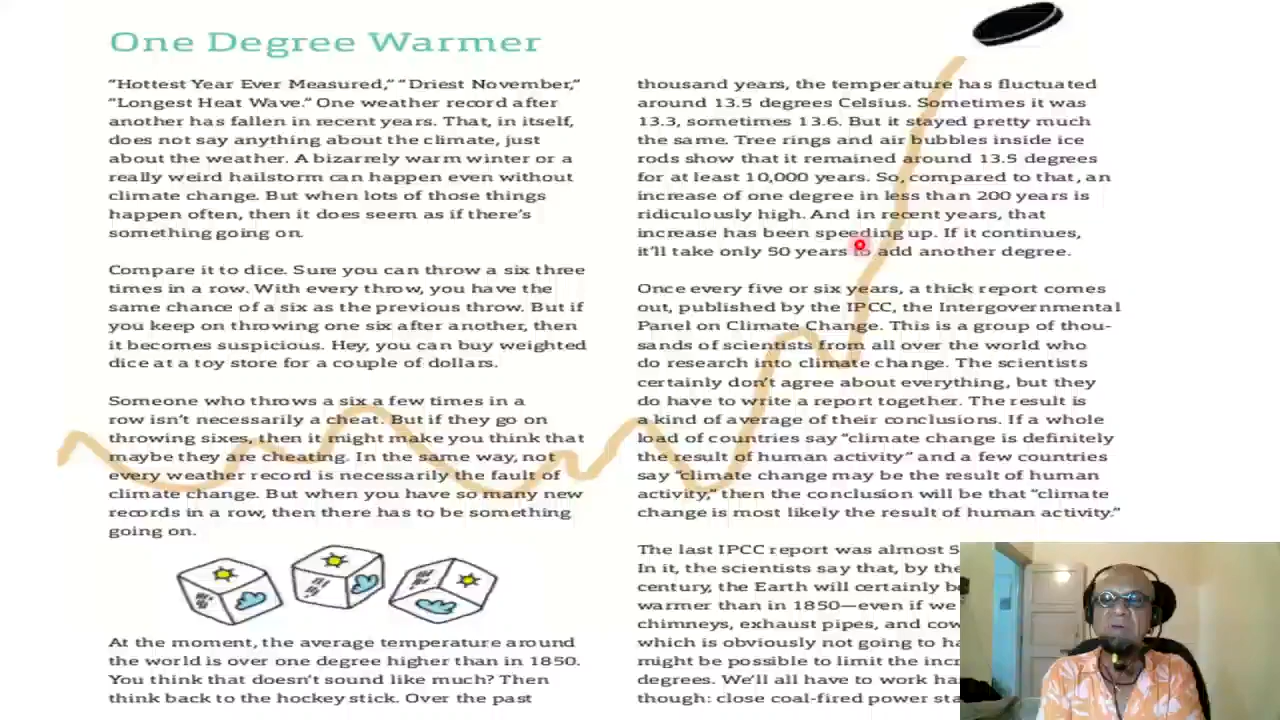 One Degree Warmer
“Hottest Year Ever Measured,” “Driest November,”
“Longest Heat Wave.” One weather record after
another has fallen in recent years. That, in itself,
does not say anything about the climate, just
about the weather. A bizarrely warm winter or a
really weird hailstorm can happen even without
climate change. But when lots of those things
happen often, then it does seem as if there’s
something going on.
Compare it to dice. Sure you can throw a six three
times in a row. With every throw, you have the
same chance of a six as the previous throw. But if
you keep on throwing one six after another, then
it becomes suspicious. Hey, you can buy weighted
dice at a toy store for a couple of dollars.
Someone who throws a six a few times in a
row isn’t necessarily a cheat. But if they go on
throwing sixes, then it might make you think that
maybe they are cheating. In the same way, not
every weather record is necessarily the fault of
climate change. But when you have so many new
records in a row, then there has to be something
going on.
At the moment, the average temperature around
the world is over one degree higher than in 1850.
You think that doesn’t sound like much? Then
think back to the hockey stick. Over the past
thousand years, the temperature has fluctuated
around 13.5 degrees Celsius. Sometimes it was
13.3, sometimes 13.6. But it stayed pretty much
the same. Tree rings and air bubbles inside ice
rods show that it remained around 13.5 degrees
for at least 10,000 years. So, compared to that, an
increase of one degree in less than 200 years is
ridiculously high. And in recent years, that
increase has been speeding up. If it continues,
it’ll take only 50 years to add another degree.
Once every five or six years, a thick report comes
out, published by the IPCC, the Intergovernmental
Panel on Climate Change. This is a group of thou-
sands of scientists from all over the world who
do research into climate change. The scientists
certainly don’t agree about everything, but they
do have to write a report together. The result is
a kind of average of their conclusions. If a whole
load of countries say “climate change is definitely
the result of human activity” and a few countries
say “climate change may be the result of human
activity,” then the conclusion will be that “climate
change is most likely the result of human activity.”
The last IPCC report was almost
In it, the scientists say that, by the
century, the Earth will certainly
warmer than in 1850—even if we
chimneys, exhaust pipes, and
which is obviously not going to
might be possible to limit the
degrees. We’ll all have to work
though: close coal-fired power